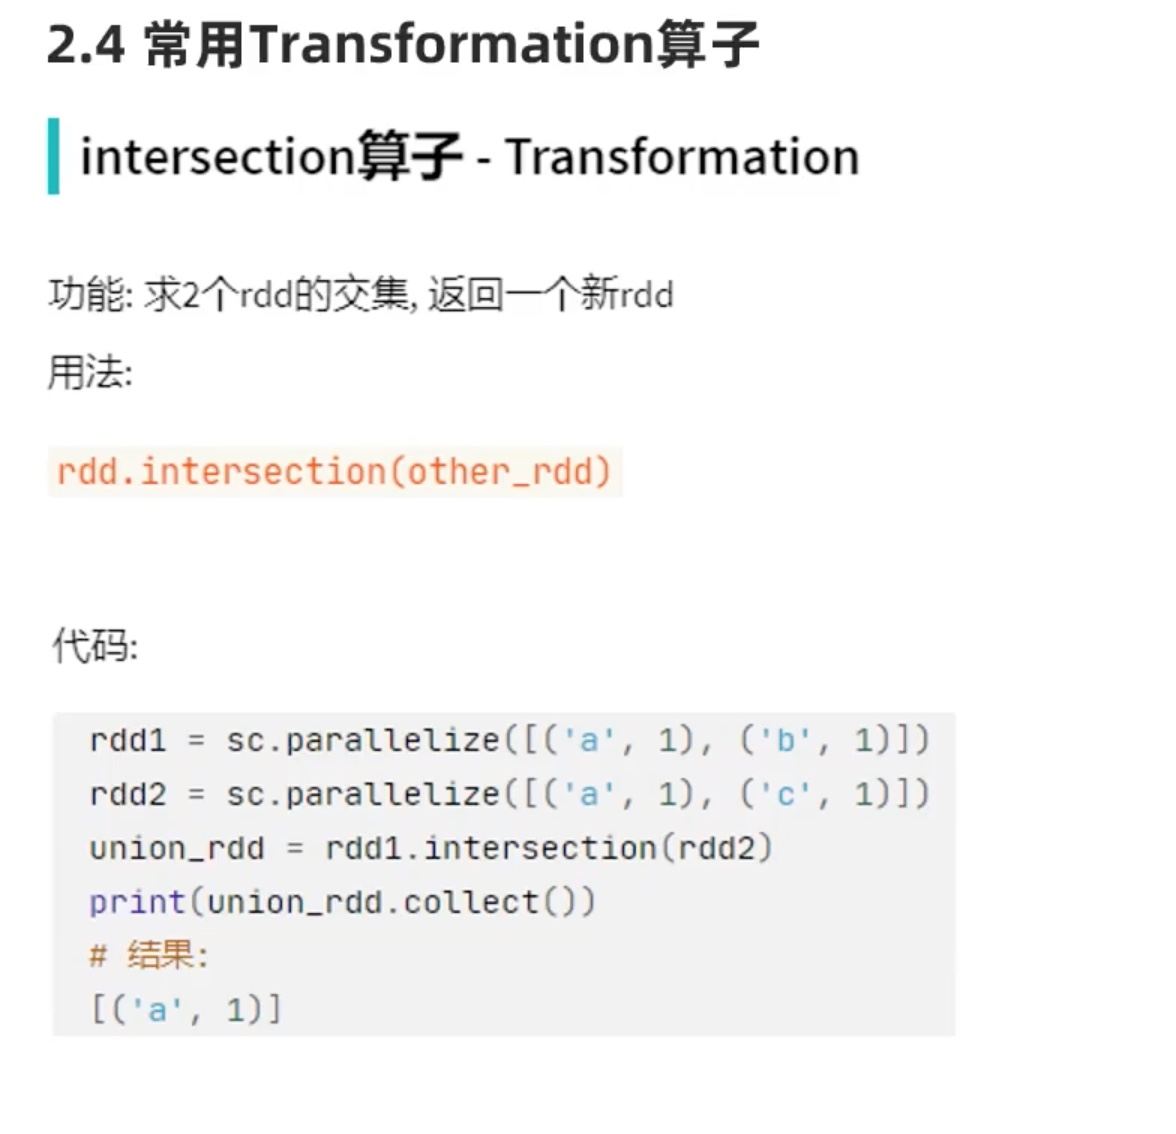 2.4 常用Transformation算子
intersection算子 - Transformation
功能: 求2个rdd的交集, 返回一个新rdd
用法:
rdd.intersection(other_rdd)
代码:
rdd1 = sc.parallelize([('a', 1), ('b', 1)])
rdd2 = sc.parallelize([('a', 1), ('c', 1)])
union_rdd = rdd1.intersection(rdd2)
print(union_rdd.collect())
# 结果:
[('a', 1)]